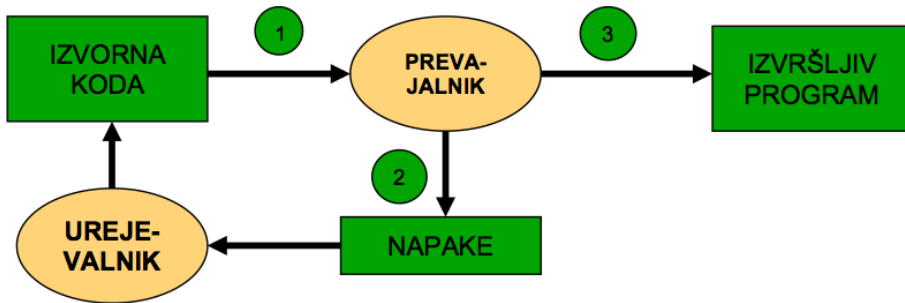 IZVORNA
KODA
1
PREVA-
JALNIK
3
IZVRŠLJIV
PROGRAM
2
UREJE-
VALNIK
NAPAKE